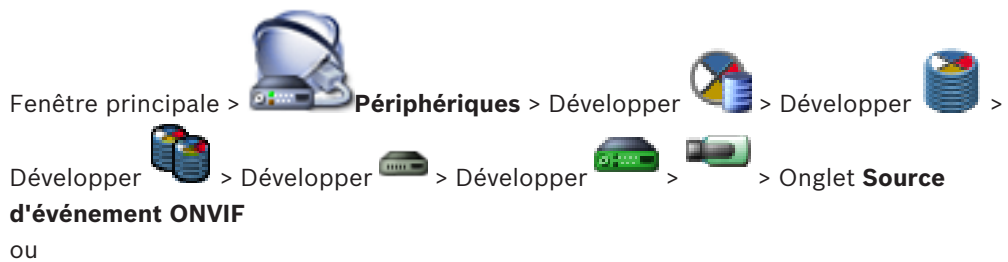 Fenêtre principale > Périphériques > Développer > Développer >
Développer > Développer > Développer > > Onglet Source
d'événement ONVIF
ou